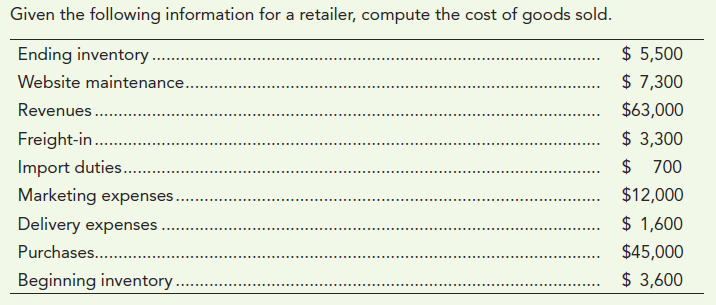 Given the following information for a retailer, compute the cost of goods sold.
Ending inventory .................................................................................................. $ 5,500
Website maintenance........................................................................................... $ 7,300
Revenues .............................................................................................................. $63,000
Freight-in .............................................................................................................. $ 3,300
Import duties........................................................................................................ $ 700
Marketing expenses ............................................................................................. $12,000
Delivery expenses ................................................................................................ $ 1,600
Purchases.............................................................................................................. $45,000
Beginning inventory ............................................................................................. $ 3,600